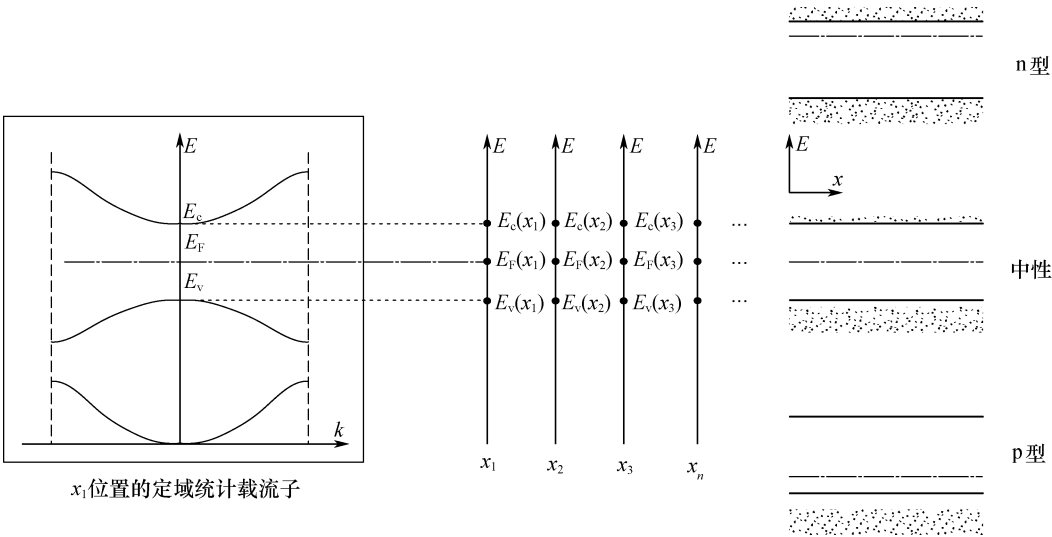 E
E_c
E_F
E_v
k
x_1位置的定域统计载流子
E E E E
E_c(x_1) E_c(x_2) E_c(x_3) …
E_F(x_1) E_F(x_2) E_F(x_3) …
E_v(x_1) E_v(x_2) E_v(x_3) …
x_1 x_2 x_3 x_n
n型
E
x
中性
p型